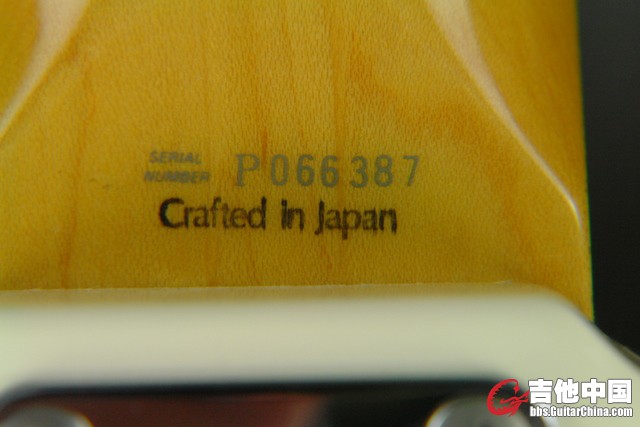 SERIAL
NUMBER P066387
Crafted in Japan
吉他中国
bbs.GuitarChina.com